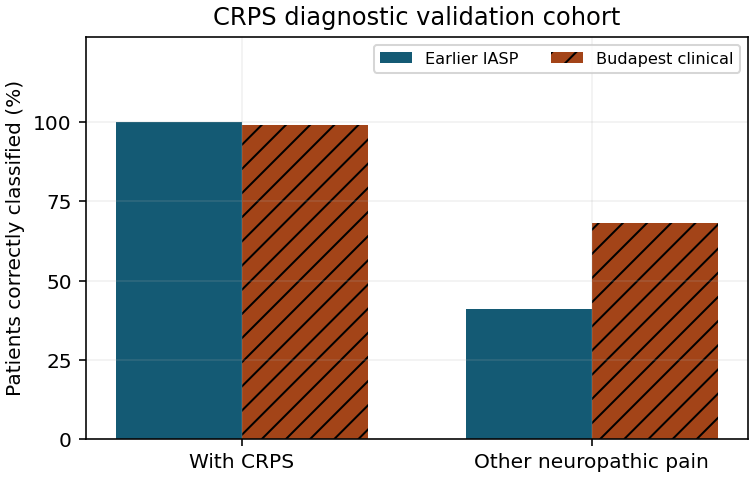 CRPS diagnostic validation cohort
Earlier IASP
Budapest clinical
Patients correctly classified (%)
100
75
50
25
0
With CRPS
Other neuropathic pain